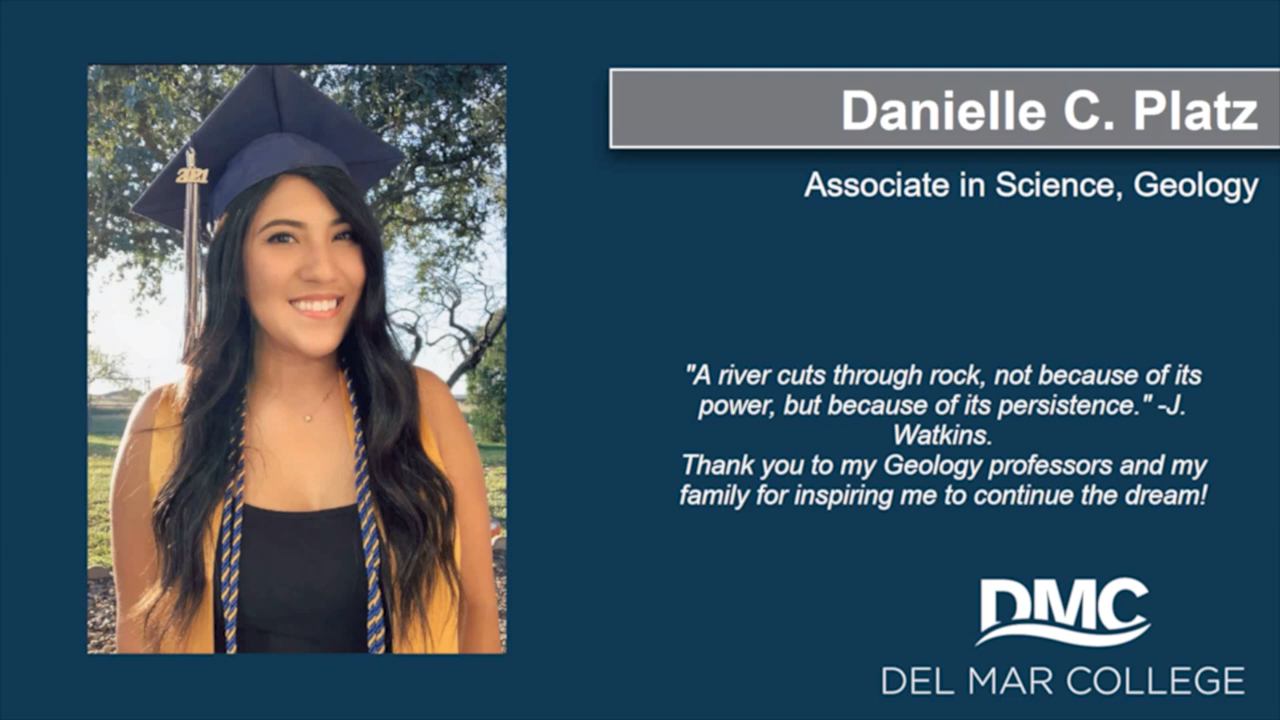 2021
Danielle C. Platz
Associate in Science, Geology
"A river cuts through rock, not because of its
power, but because of its persistence." -J.
Watkins.
Thank you to my Geology professors and my
family for inspiring me to continue the dream!
DMC
DEL MAR COLLEGE